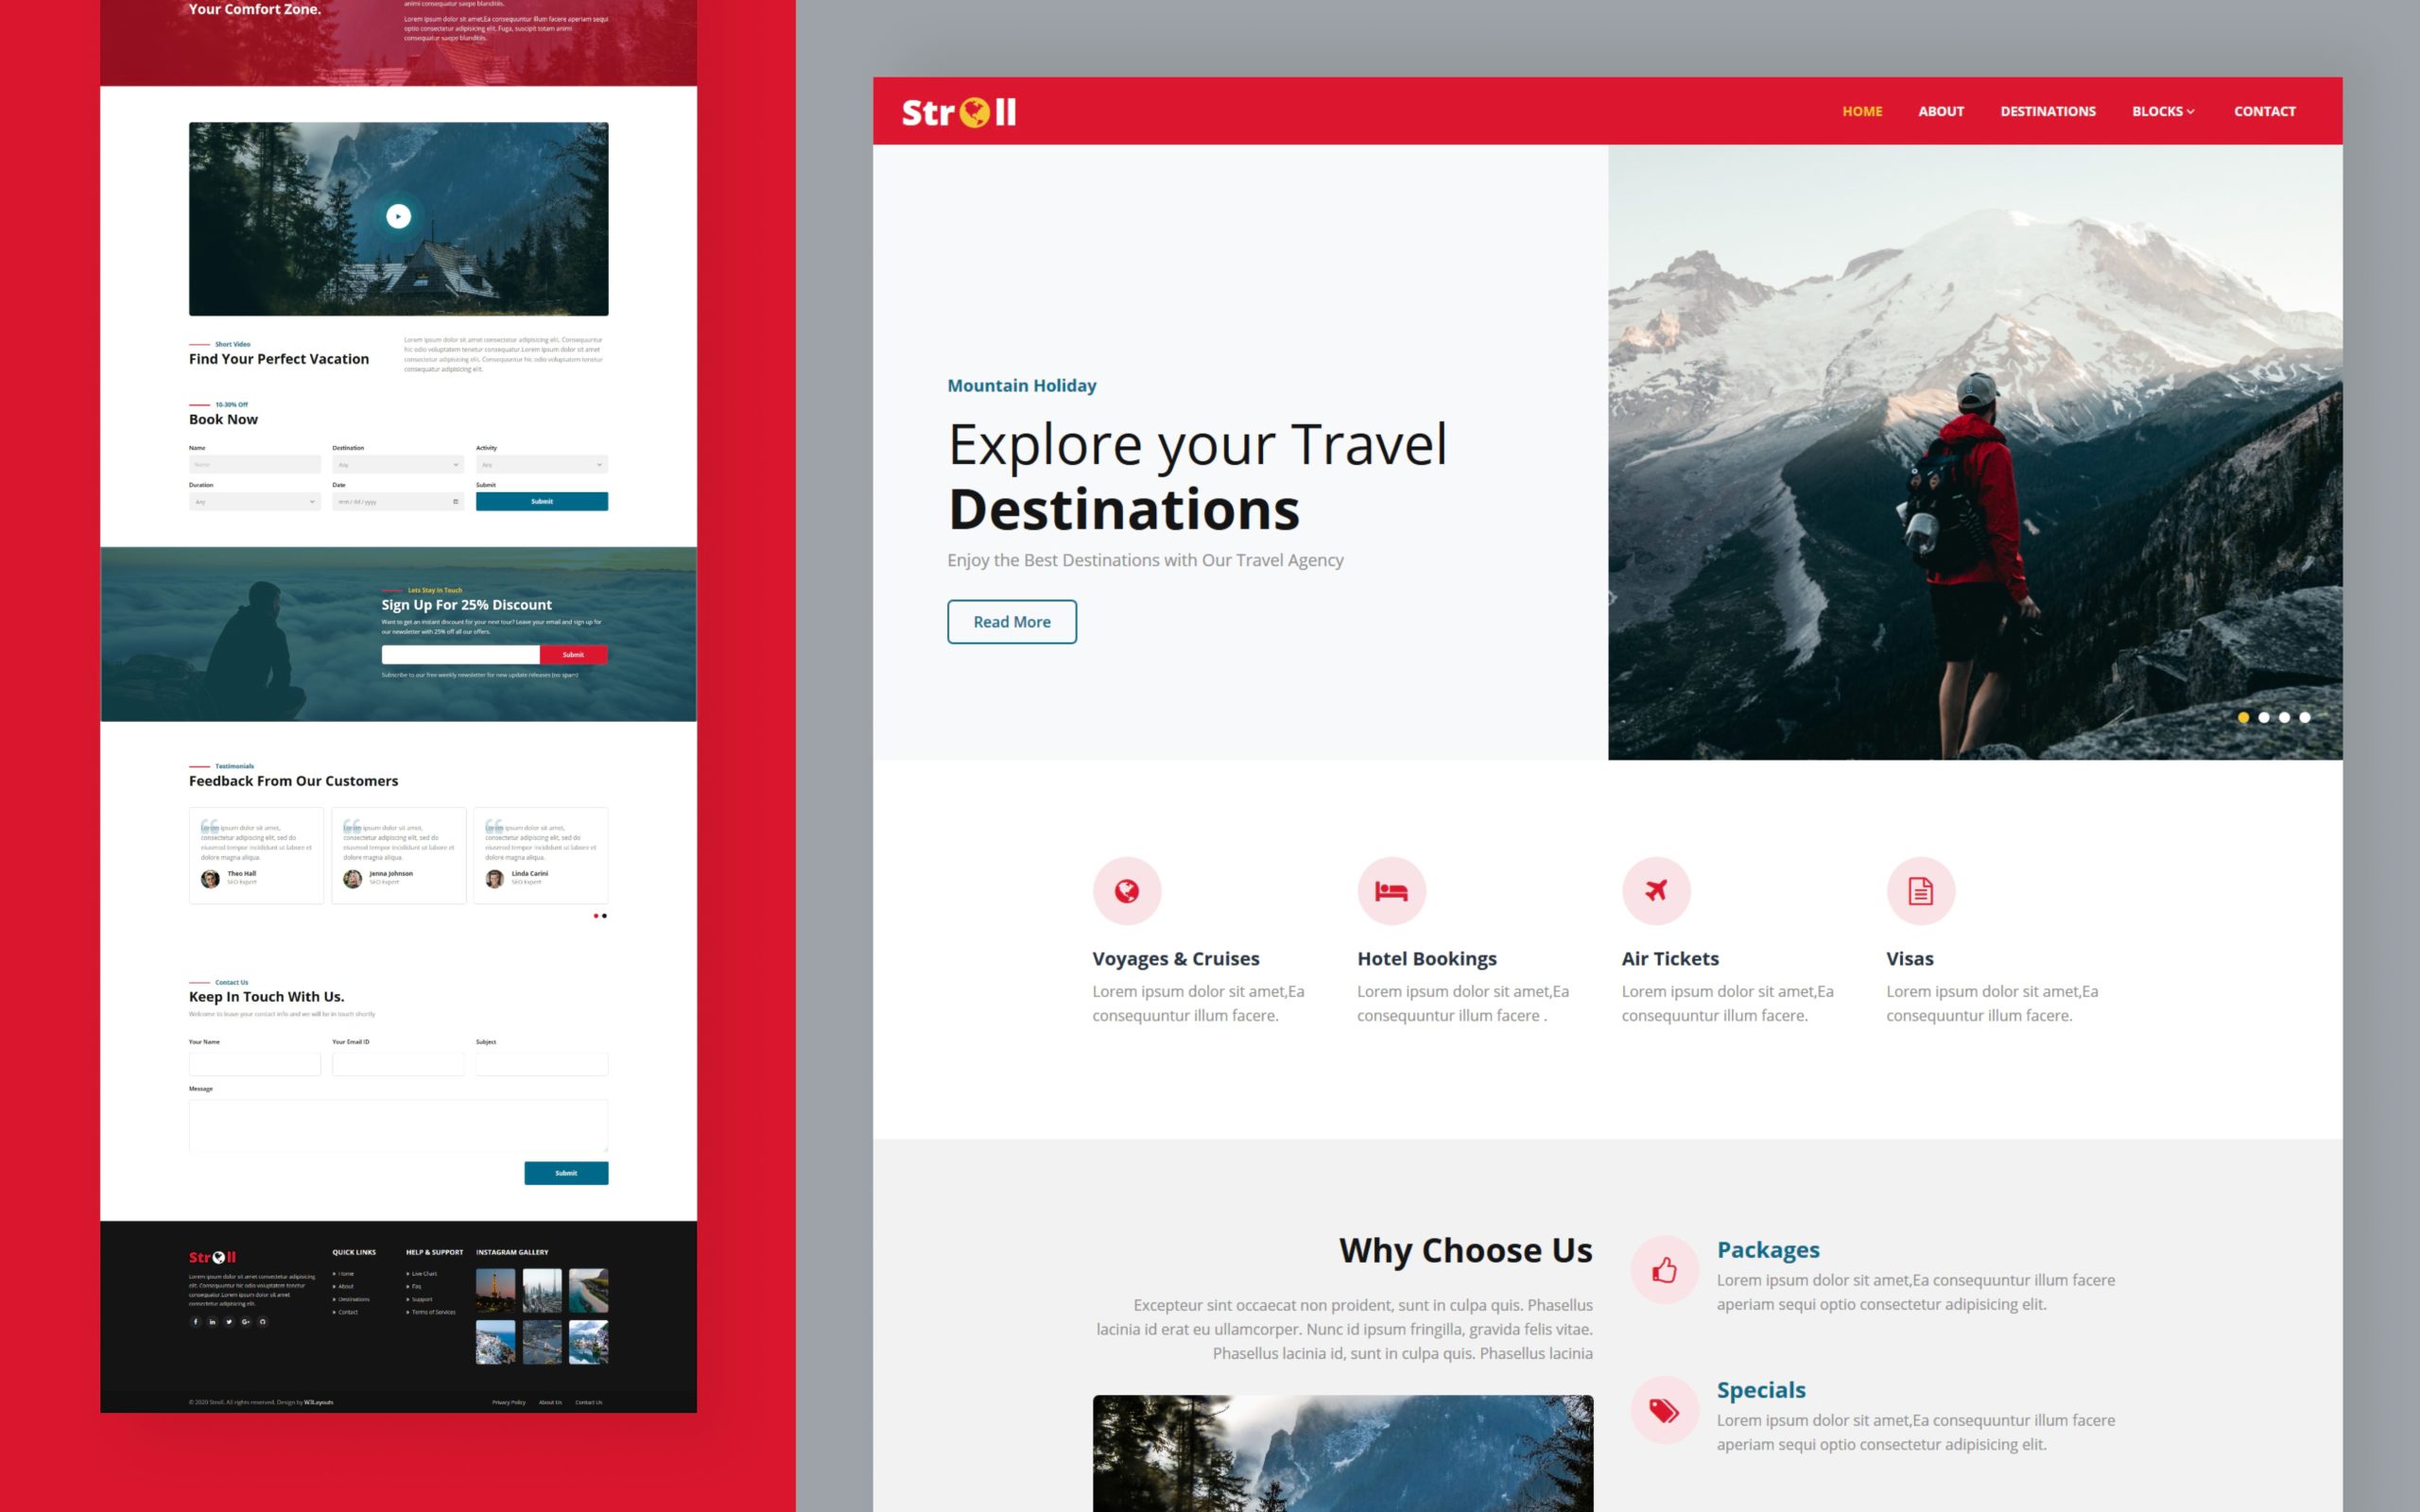 Your Comfort Zone.
animi consequatur saepe blanditiis.
Lorem ipsum dolor sit amet,Ea consequuntur illum facere aperiam sequi
optio consectetur adipisicing elit. Fuga, suscipit totam animi
consequatur saepe blanditiis.
Short Video
Find Your Perfect Vacation
Lorem ipsum dolor sit amet consectetur adipisicing elit. Consequuntur
hic odio voluptatem tenetur consequatur.Lorem ipsum dolor sit amet
consectetur adipisicing elit. Consequuntur hic odio voluptatem tenetur
consequatur adipisicing elit.
10-30% Off
Book Now
Name
Destination
Activity
Name
Any
Any
Duration
Date
Submit
Any
mm / dd / yyyy
Submit
Lets Stay In Touch
Sign Up For 25% Discount
Want to get an instant discount for your next tour? Leave your email and sign up for
our newsletter with 25% off all our offers.
Submit
Subscribe to our free weekly newsletter for new update releases (no spam)
Testimonials
Feedback From Our Customers
Lorem ipsum dolor sit amet,
consectetur adipiscing elit, sed do
eiusmod tempor incididunt ut labore et
dolore magna aliqua.
Theo Hall
SEO Expert
Lorem ipsum dolor sit amet,
consectetur adipiscing elit, sed do
eiusmod tempor incididunt ut labore et
dolore magna aliqua.
Jenna Johnson
SEO Expert
Lorem ipsum dolor sit amet,
consectetur adipiscing elit, sed do
eiusmod tempor incididunt ut labore et
dolore magna aliqua.
Linda Carini
SEO Expert
Contact Us
Keep In Touch With Us.
Welcome to leave your contact info and we will be in touch shortly
Your Name
Your Email ID
Subject
Message
Submit
Stroll
Lorem ipsum dolor sit amet consectetur adipisicing
elit. Consequuntur hic odio voluptatem tenetur
consequatur.Lorem ipsum dolor sit amet
consectetur adipisicing elit.
QUICK LINKS
Home
About
Destinations
Contact
HELP & SUPPORT
Live Chart
Faq
Support
Terms of Services
INSTAGRAM GALLERY
© 2020 Stroll. All rights reserved. Design by W3Layouts
Privacy Policy
About Us
Contact Us
Stroll
HOME
ABOUT
DESTINATIONS
BLOCKS
CONTACT
Mountain Holiday
Explore your Travel
Destinations
Enjoy the Best Destinations with Our Travel Agency
Read More
Voyages & Cruises
Lorem ipsum dolor sit amet,Ea
consequuntur illum facere.
Hotel Bookings
Lorem ipsum dolor sit amet,Ea
consequuntur illum facere .
Air Tickets
Lorem ipsum dolor sit amet,Ea
consequuntur illum facere.
Visas
Lorem ipsum dolor sit amet,Ea
consequuntur illum facere.
Why Choose Us
Excepteur sint occaecat non proident, sunt in culpa quis. Phasellus
lacinia id erat eu ullamcorper. Nunc id ipsum fringilla, gravida felis vitae.
Phasellus lacinia id, sunt in culpa quis. Phasellus lacinia
Packages
Lorem ipsum dolor sit amet,Ea consequuntur illum facere
aperiam sequi optio consectetur adipisicing elit.
Specials
Lorem ipsum dolor sit amet,Ea consequuntur illum facere
aperiam sequi optio consectetur adipisicing elit.